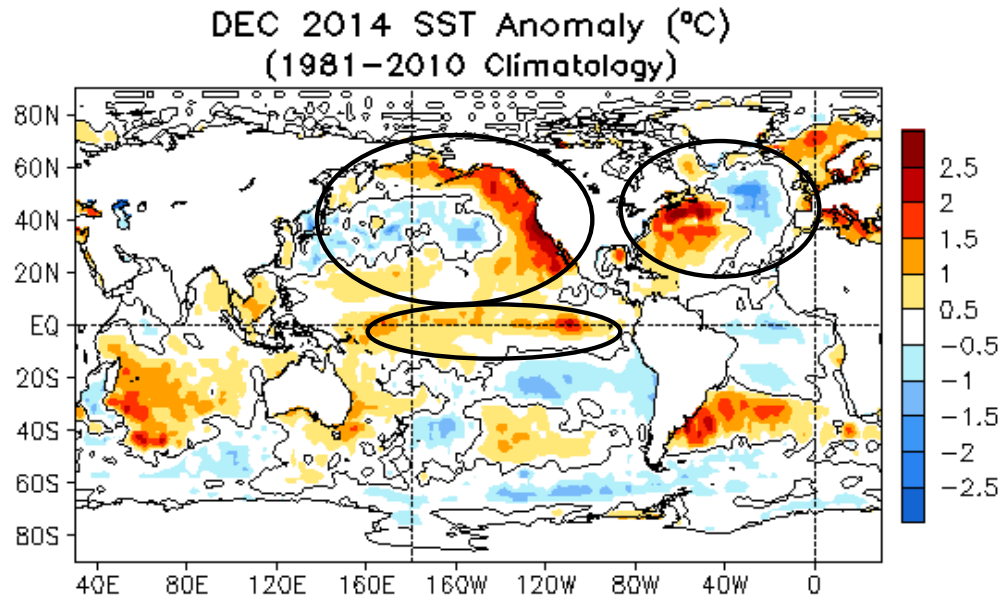 DEC 2014 SST Anomaly (°C)
(1981–2010 Climatology)
80N
60N
40N
20N
EQ
20S
40S
60S
80S
40E 80E 120E 160E 160W 120W 80W 40W 0
2.5
2
1.5
1
0.5
−0.5
−1
−1.5
−2
−2.5